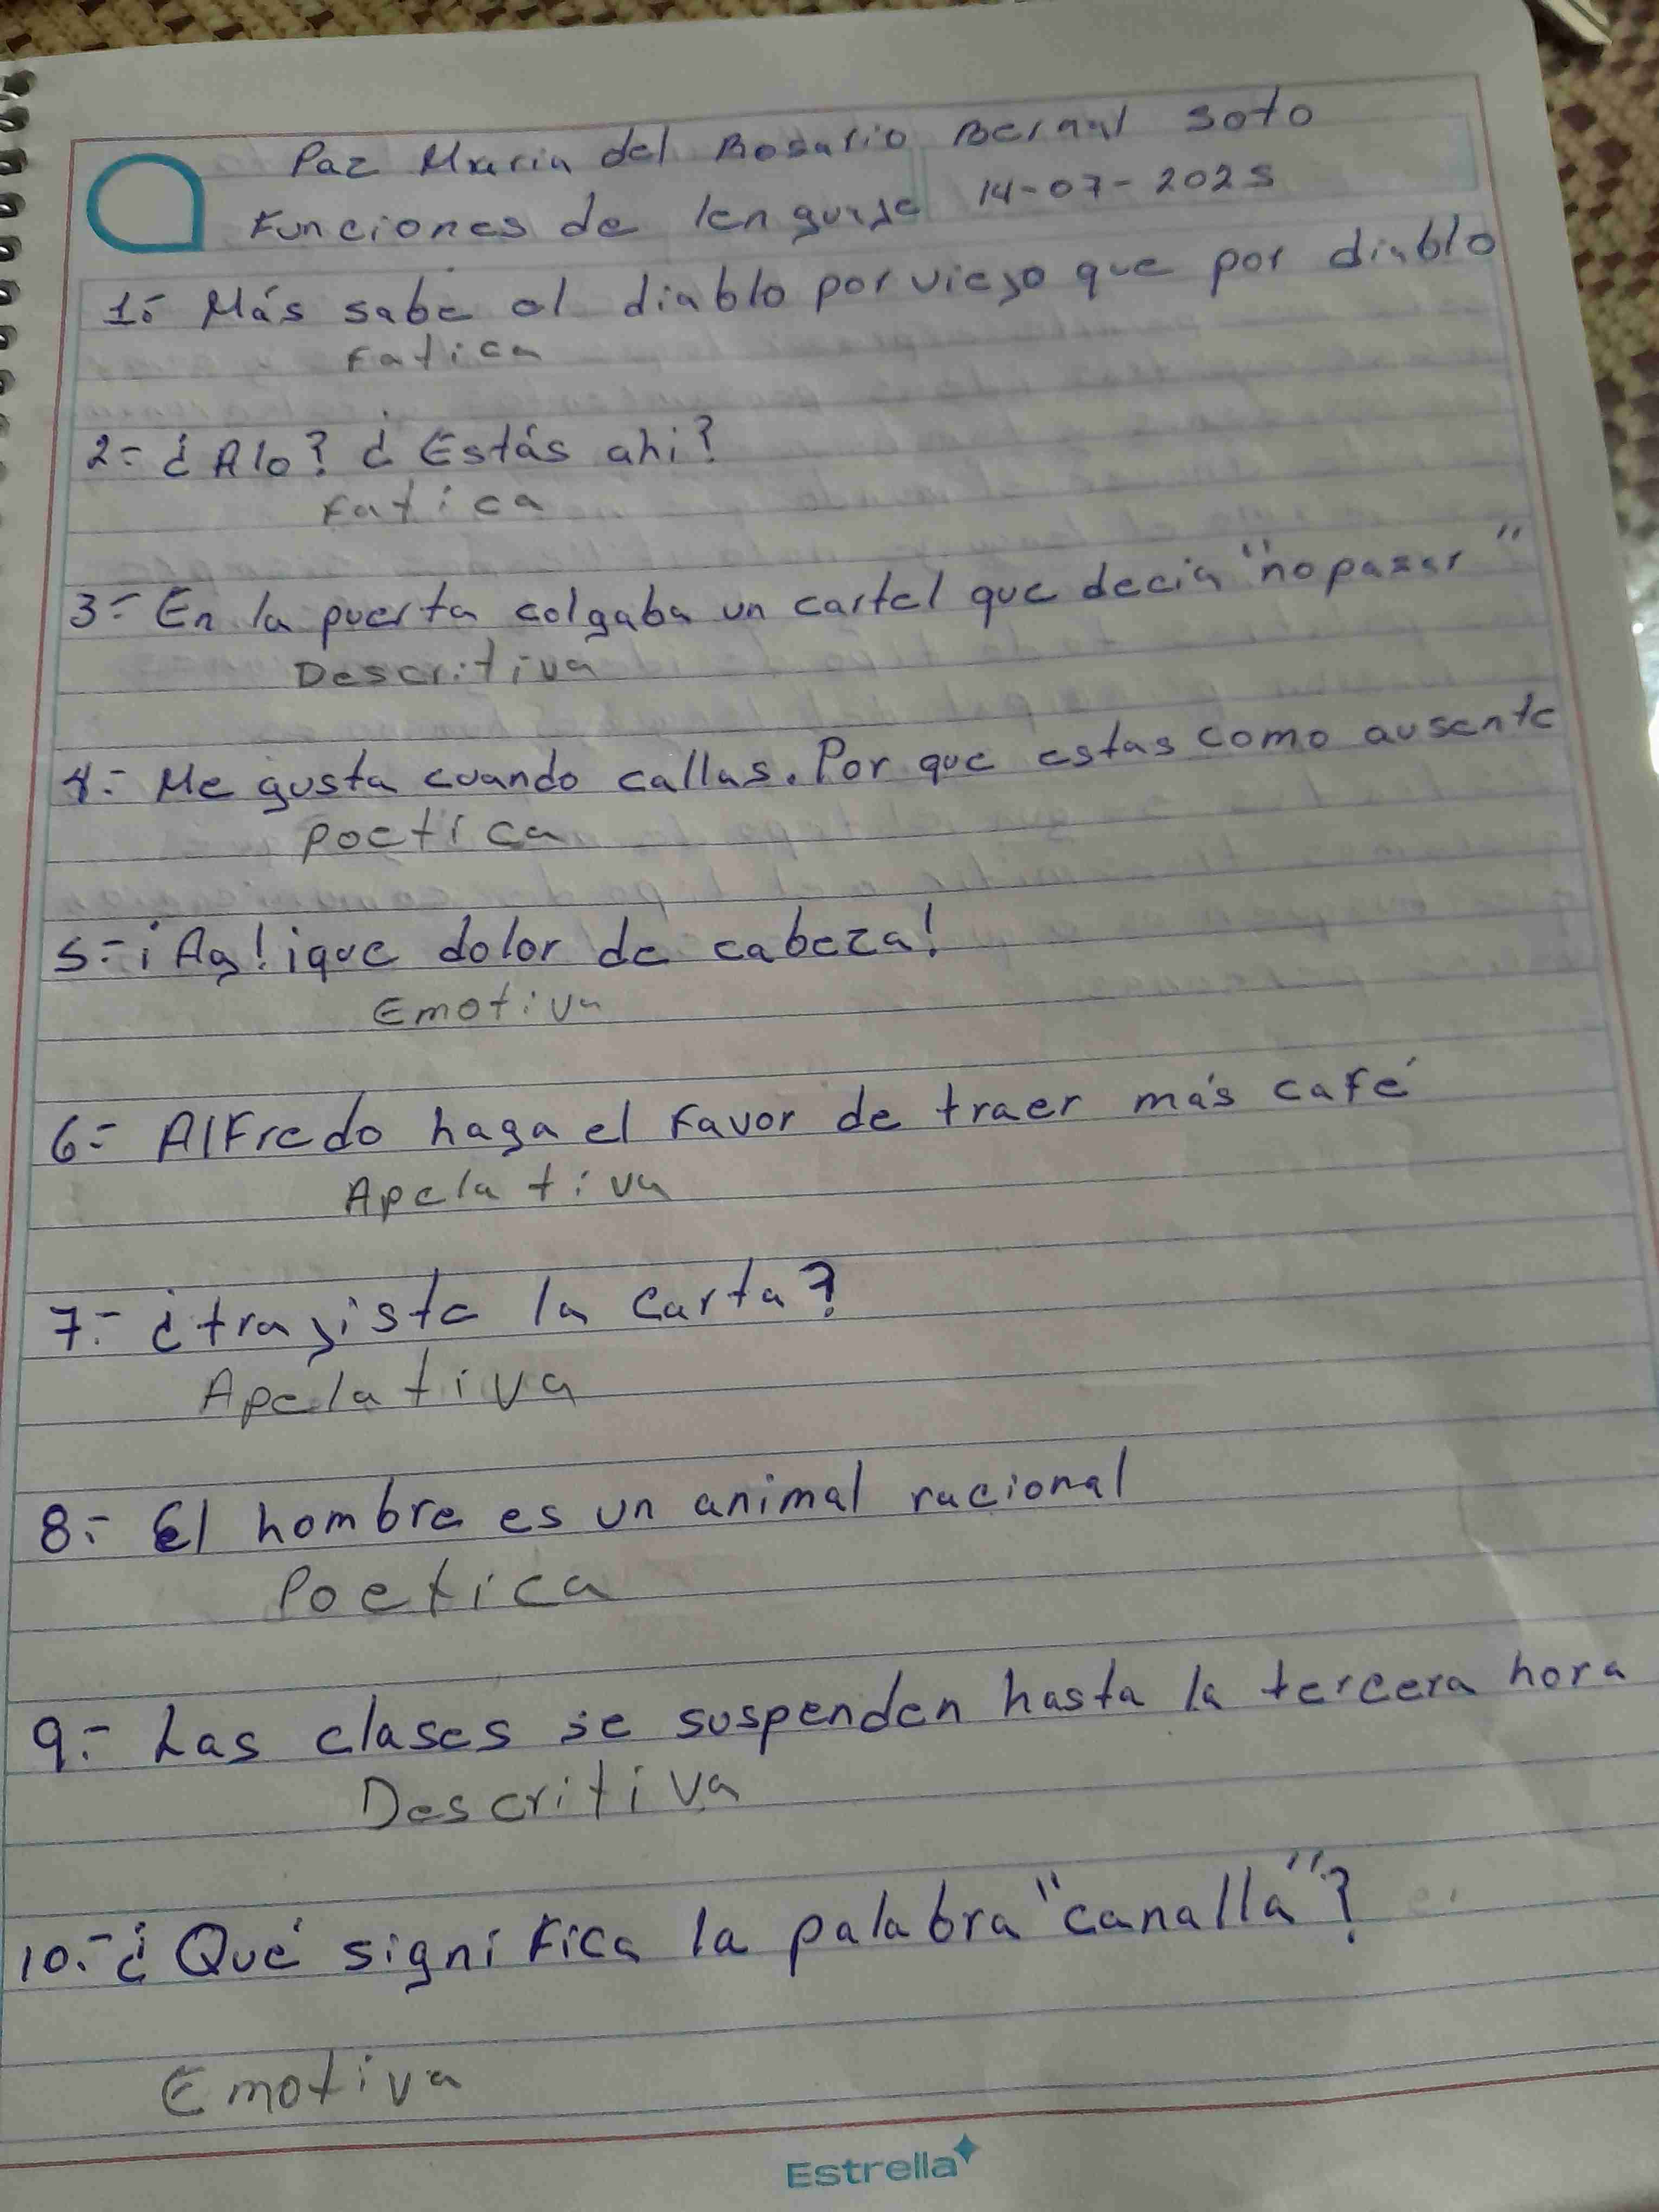 Paz Maria del Rosario Bernal Soto
Funciones de lenguaje 14-07-2025
1.- Más sabe el diablo por viejo que por diablo
Fatica
2.- ¿Alo? ¿Estás ahi?
Fatica
3.- En la puerta colgaba un cartel que decia "no pasar"
Descritiva
4.- Me gusta cuando callas. Por que estas como ausente
Poetica
5.- ¡Ay! ¡que dolor de cabeza!
Emotiva
6.- Alfredo haga el favor de traer más café
Apelativa
7.- ¿trayiste la carta?
Apelativa
8.- El hombre es un animal racional
Poetica
9.- Las clases se suspenden hasta la tercera hora
Descritiva
10.- ¿Qué significa la palabra "canalla"?
Emotiva
Estrella